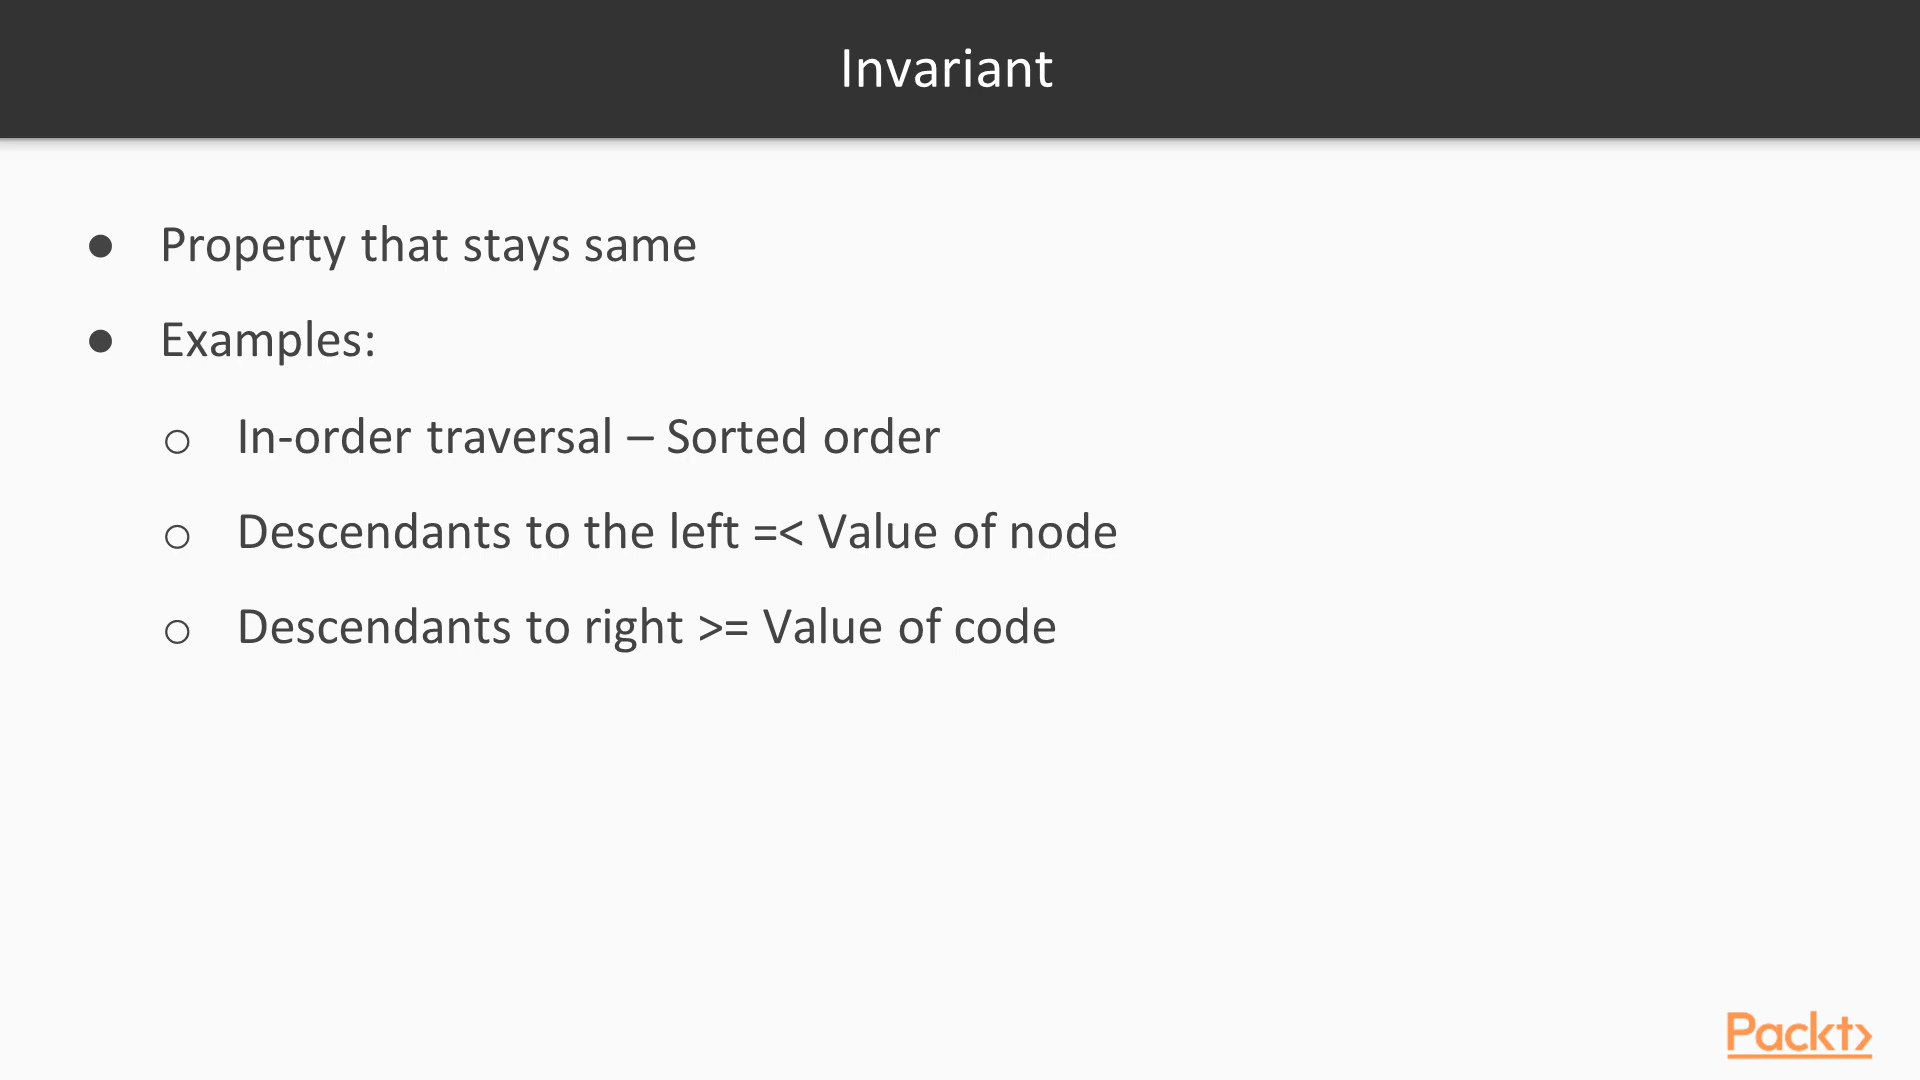 Invariant
● Property that stays same
● Examples:
○ In-order traversal – Sorted order
○ Descendants to the left =< Value of node
○ Descendants to right >= Value of code
Packt>